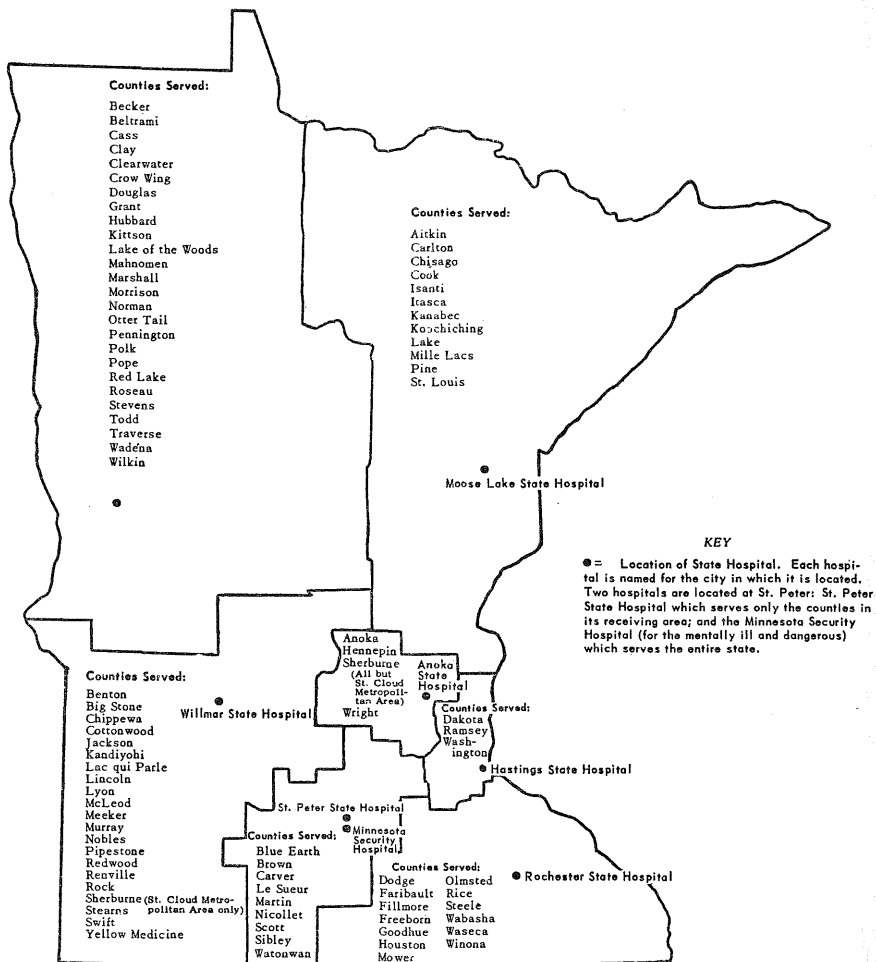 Counties Served:
Becker
Beltrami
Cass
Clay
Clearwater
Crow Wing
Douglas
Grant
Hubbard
Kittson
Lake of the Woods
Mahnomen
Marshall
Morrison
Norman
Otter Tail
Pennington
Polk
Pope
Red Lake
Roseau
Stevens
Todd
Traverse
Wadena
Wilkin
Counties Served:
Aitkin
Carlton
Chisago
Cook
Isanti
Itasca
Kanabec
Koochiching
Lake
Mille Lacs
Pine
St. Louis
Moose Lake State Hospital
KEY
= Location of State Hospital. Each hospi-
tal is named for the city in which it is located.
Two hospitals are located at St. Peter: St. Peter
State Hospital which serves only the counties in
its receiving area; and the Minnesota Security
Hospital (for the mentally ill and dangerous)
which serves the entire state.
Anoka
Hennepin
Sherburne
(All but
St. Cloud
Metropoli-
tan Area)
Wright
Anoka
State
Hospital
Counties Served:
Dakota
Ramsey
Wash-
ington
Hastings State Hospital
Counties Served:
Benton
Big Stone
Chippewa
Cottonwood
Jackson
Kandiyohi
Lac qui Parle
Lincoln
Lyon
McLeod
Meeker
Murray
Nobles
Pipestone
Redwood
Renville
Rock
Sherburne (St. Cloud Metro-
Stearns politan Area only)
Swift
Yellow Medicine
Willmar State Hospital
St. Peter State Hospital
Minnesota
Security
Hospital
Counties Served:
Blue Earth
Brown
Carver
Le Sueur
Martin
Nicollet
Scott
Sibley
Watonwan
Counties Served:
Dodge Olmsted
Faribault Rice
Fillmore Steele
Freeborn Wabasha
Goodhue Waseca
Houston Winona
Mower
Rochester State Hospital